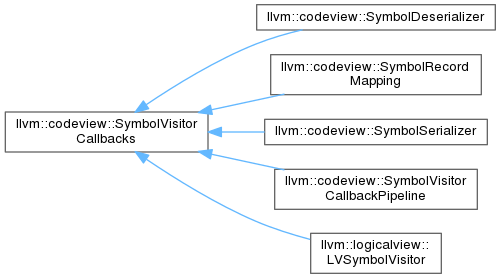 llvm::codeview::SymbolDeserializer
llvm::codeview::SymbolRecord
Mapping
llvm::codeview::SymbolVisitor
Callbacks
llvm::codeview::SymbolSerializer
llvm::codeview::SymbolVisitor
CallbackPipeline
llvm::logicalview::
LVSymbolVisitor